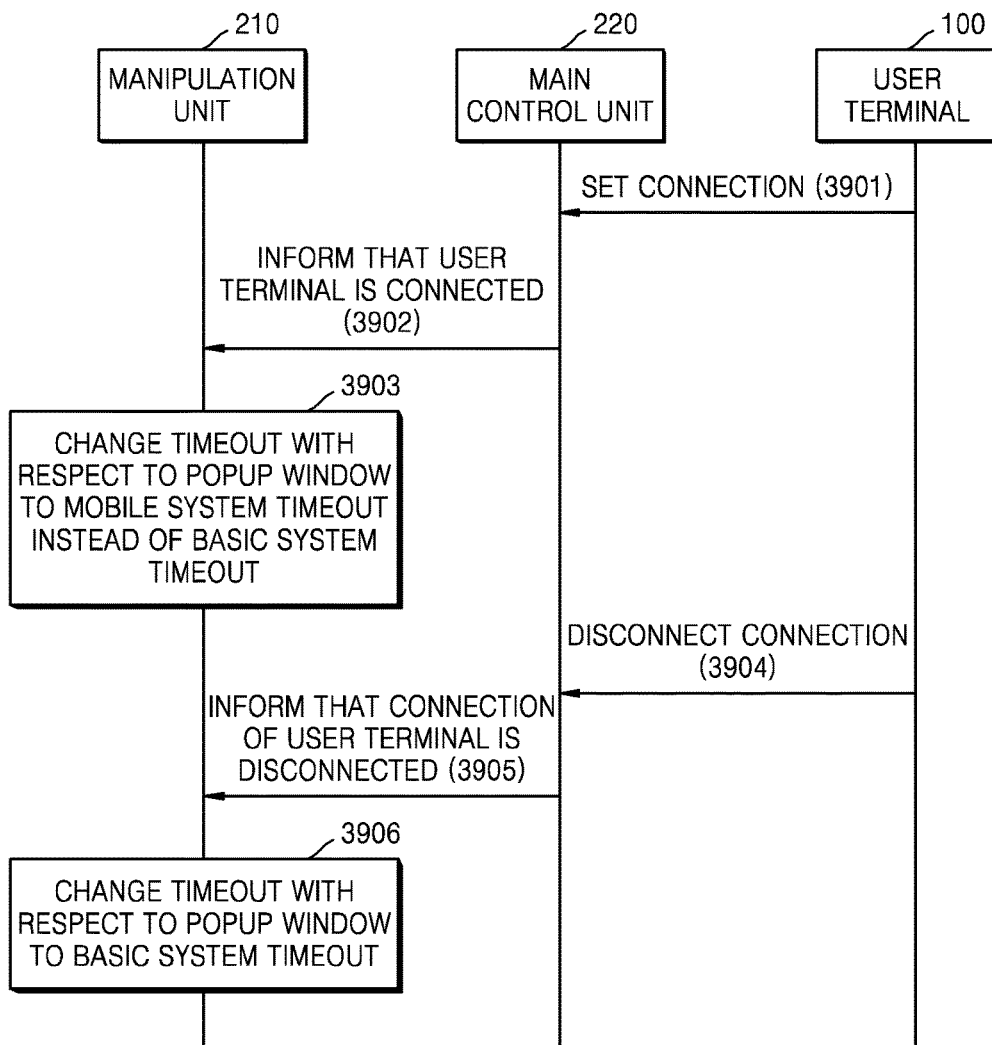 210
220
100
MANIPULATION
UNIT
MAIN
CONTROL UNIT
USER
TERMINAL
SET CONNECTION (3901)
INFORM THAT USER
TERMINAL IS CONNECTED
(3902)
3903
CHANGE TIMEOUT WITH
RESPECT TO POPUP WINDOW
TO MOBILE SYSTEM TIMEOUT
INSTEAD OF BASIC SYSTEM
TIMEOUT
DISCONNECT CONNECTION
(3904)
INFORM THAT CONNECTION
OF USER TERMINAL IS
DISCONNECTED (3905)
3906
CHANGE TIMEOUT WITH
RESPECT TO POPUP WINDOW
TO BASIC SYSTEM TIMEOUT